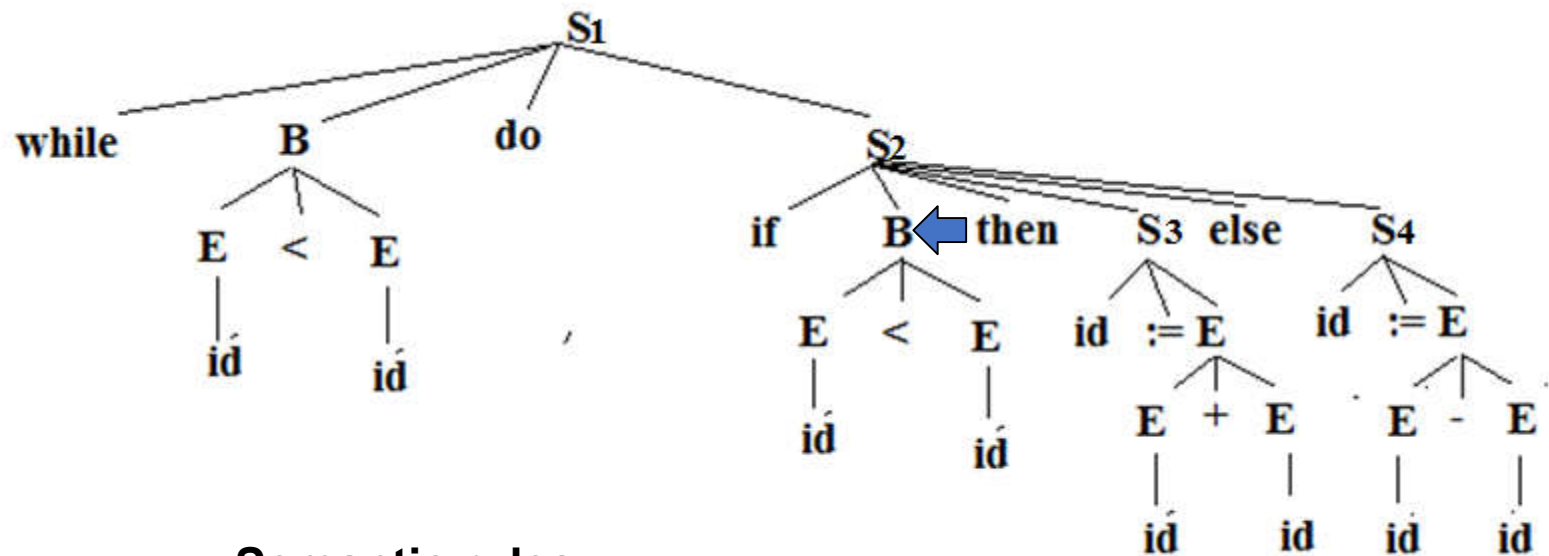 S1
while B do S2
if B then S3 else S4
E < E
E < E id := E id := E
id id
E + E E - E
id id
id id id id
Semantic rules